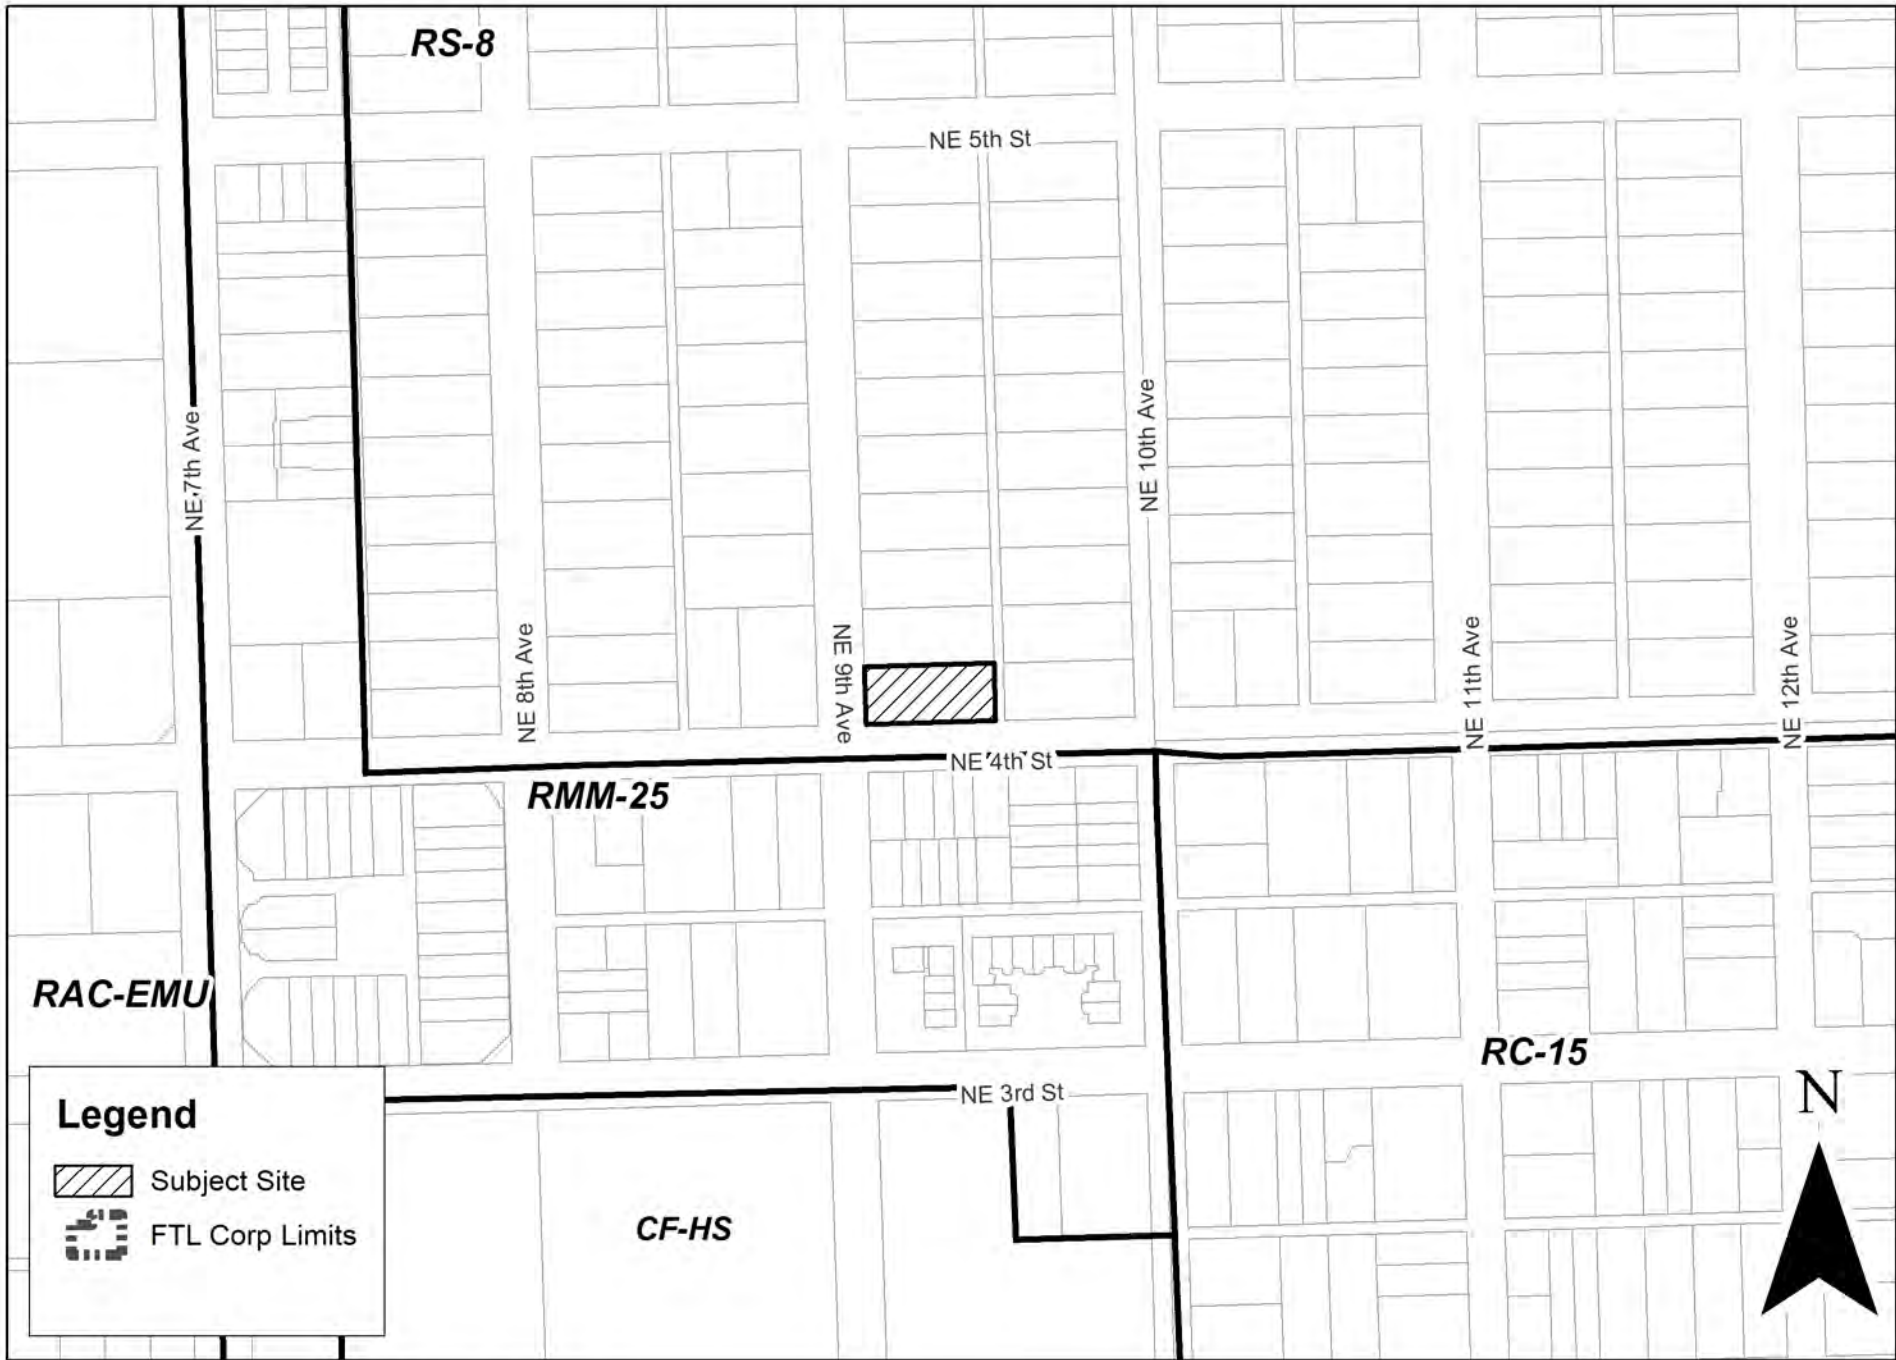 RS-8
NE 5th St
NE 7th Ave
NE 10th Ave
NE 8th Ave
NE 9th Ave
NE 11th Ave
NE 12th Ave
NE 4th St
RMM-25
RAC-EMU
RC-15
NE 3rd St
N
Legend
Subject Site
FTL Corp Limits
CF-HS